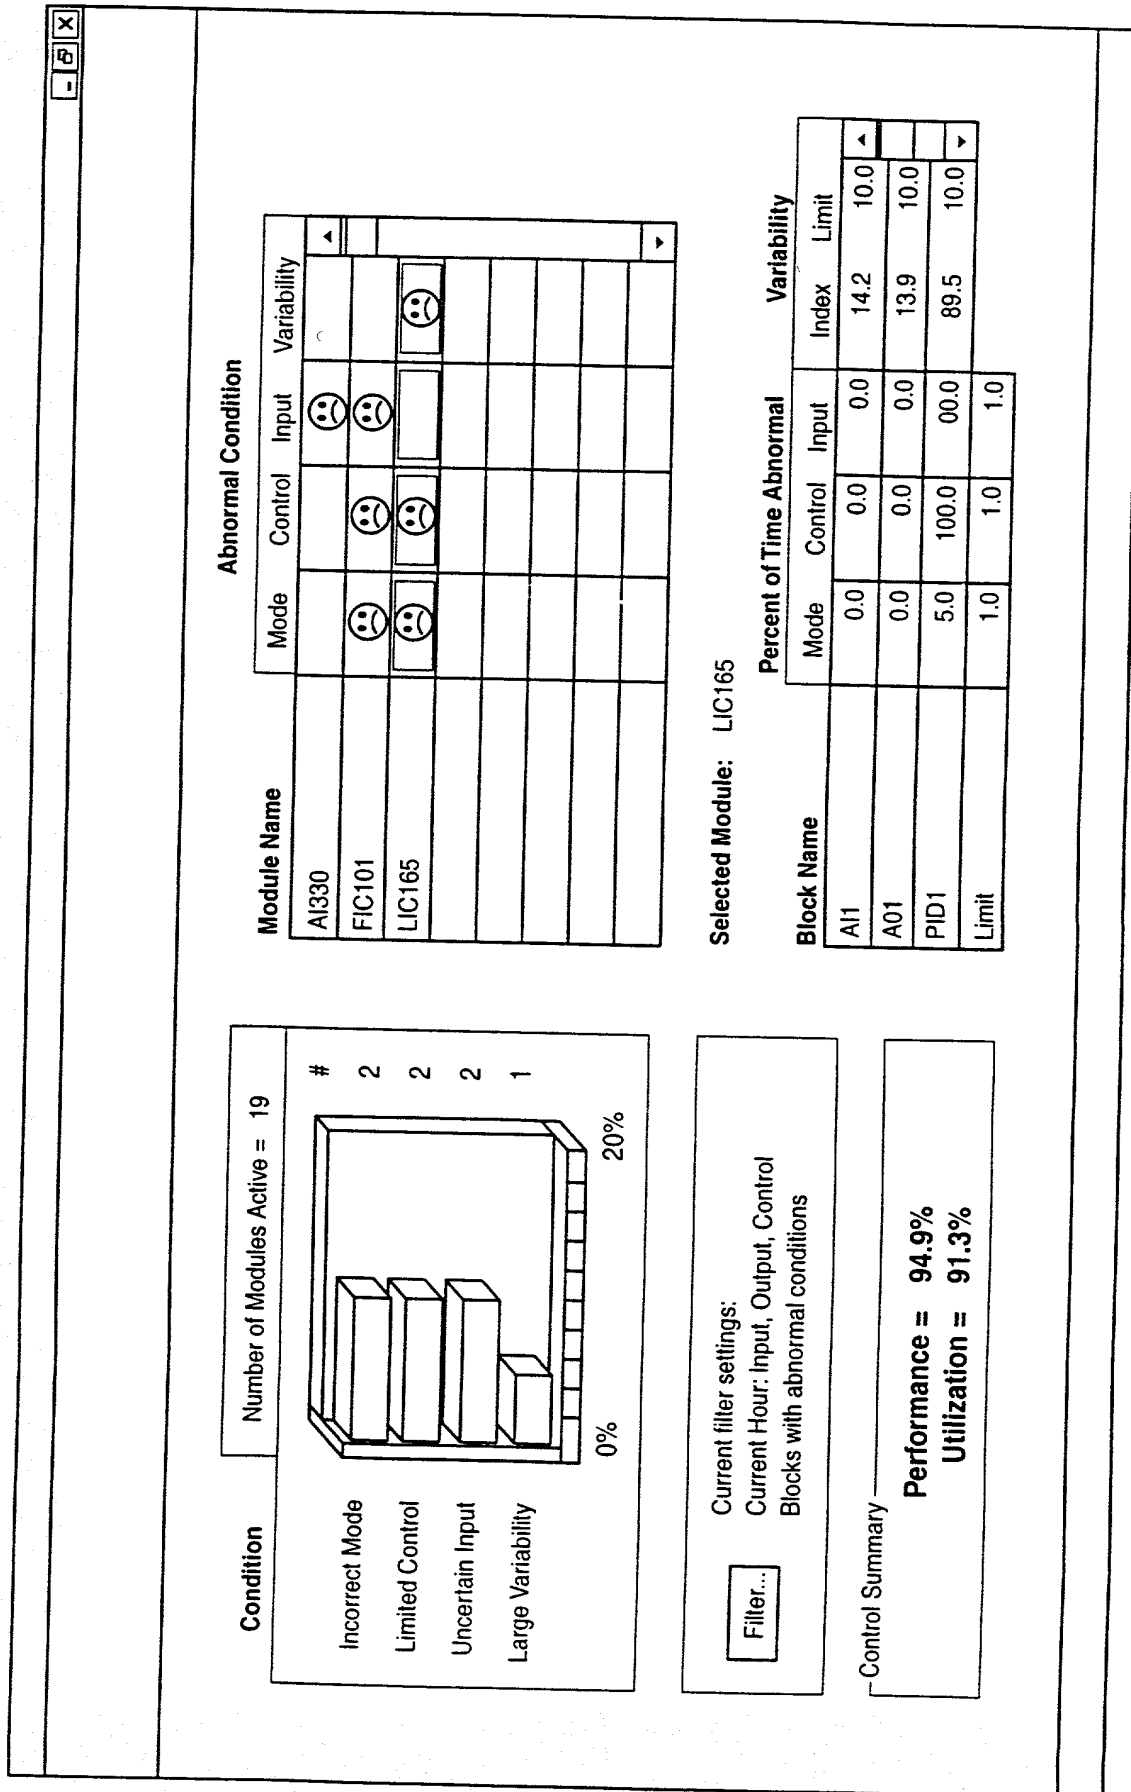 Condition
Number of Modules Active = 19
#
Incorrect Mode 2
Limited Control 2
Uncertain Input 2
Large Variability 1
0% 20%
Filter...
Current filter settings:
Current Hour: Input, Output, Control
Blocks with abnormal conditions
Control Summary
Performance = 94.9%
Utilization = 91.3%
Abnormal Condition
Module Name Mode Control Input Variability
AI330
FIC101
LIC165
Selected Module: LIC165
Percent of Time Abnormal Variability
Block Name Mode Control Input Index Limit
AI1 0.0 0.0 0.0 14.2 10.0
A01 0.0 0.0 0.0 13.9 10.0
PID1 5.0 100.0 00.0 89.5 10.0
Limit 1.0 1.0 1.0